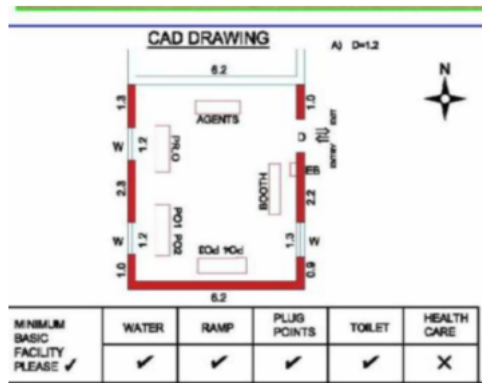 CAD DRAWING
A) D=1.2
6.2
N
1.3
1.0
AGENTS
EXIT
W
1.2
PR.O
D
ENTRY
EB
2.3
BOOTH
2.2
W
1.2
PO1 PO2
1.3
W
PO3 PO4
1.0
0.9
6.2
MINIMUM BASIC FACILITY PLEASE ✓
WATER
RAMP
PLUG POINTS
TOILET
HEALTH CARE
✓ ✓ ✓ ✓ ✕